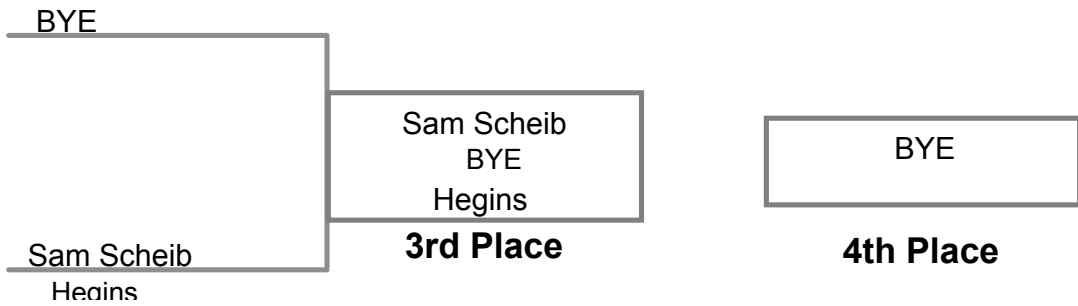 BYE
Sam Scheib
BYE
Hegins
3rd Place
BYE
4th Place
Sam Scheib
Hegins